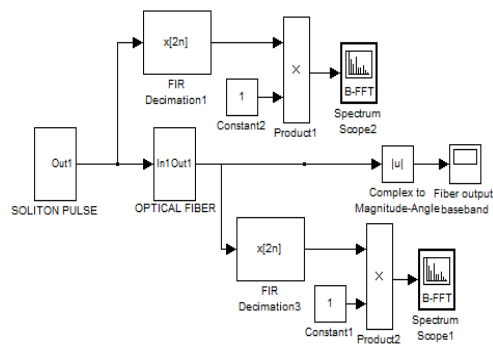 x[2n]
FIR
Decimation1
1
Constant2
X
Product1
B-FFT
Spectrum
Scope2
Out1
SOLITON PULSE
In1 Out1
OPTICAL FIBER
|u|
Complex to
Magnitude-Angle
Fiber output
baseband
x[2n]
FIR
Decimation3
1
Constant1
X
Product2
B-FFT
Spectrum
Scope1